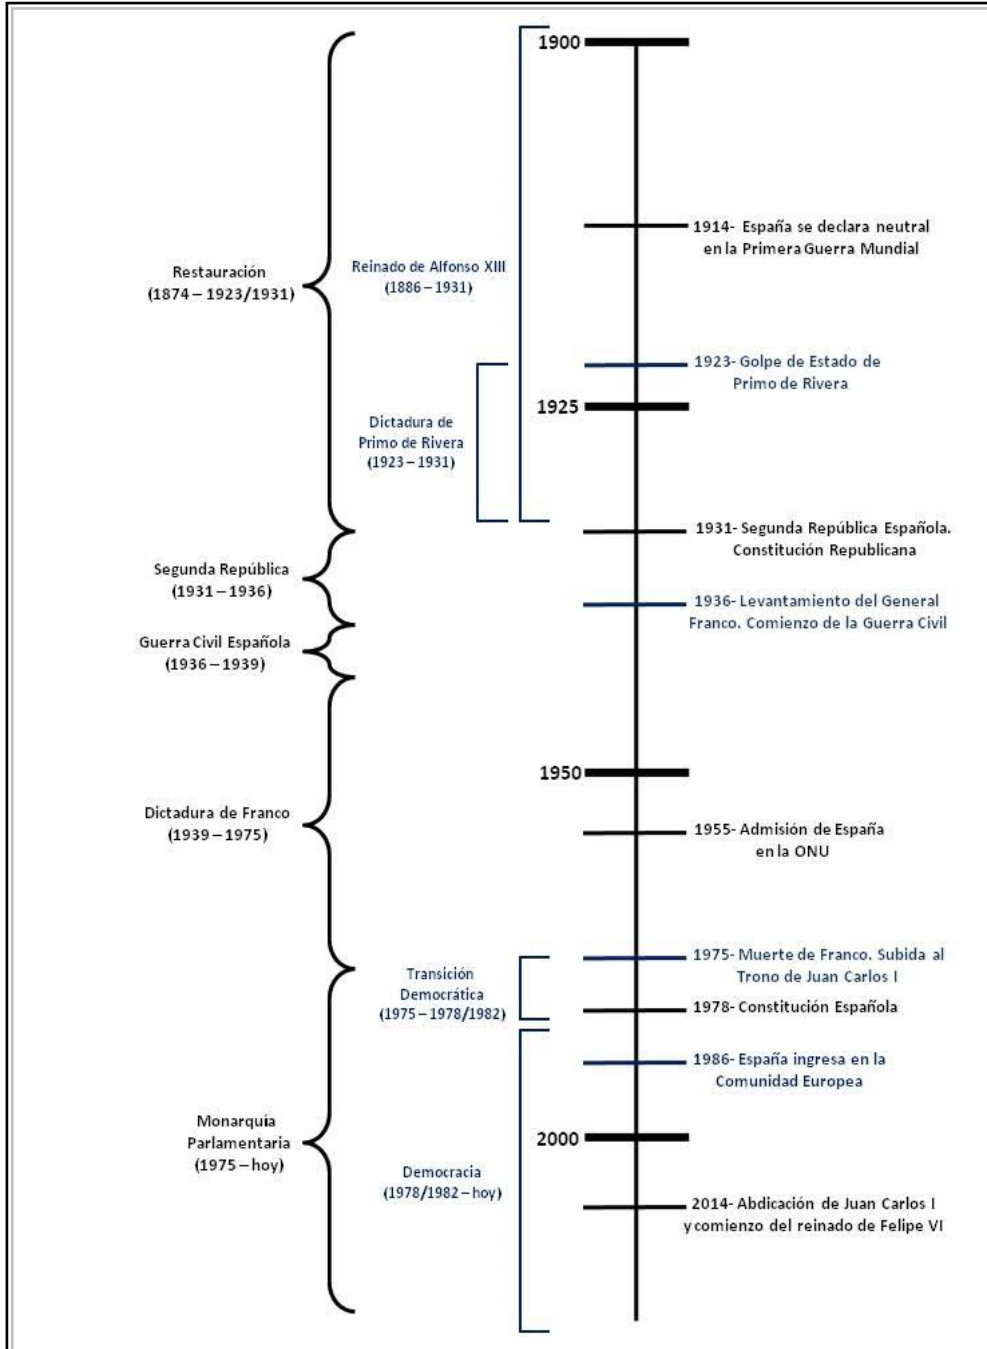 1900
1914- España se declara neutral
en la Primera Guerra Mundial
Restauración
(1874 – 1923/1931)
Reinado de Alfonso XIII
(1886 – 1931)
1923- Golpe de Estado de
Primo de Rivera
1925
Dictadura de
Primo de Rivera
(1923 – 1931)
1931- Segunda República Española.
Constitución Republicana
Segunda República
(1931 – 1936)
1936- Levantamiento del General
Franco. Comienzo de la Guerra Civil
Guerra Civil Española
(1936 – 1939)
1950
Dictadura de Franco
(1939 – 1975)
1955- Admisión de España
en la ONU
1975- Muerte de Franco. Subida al
Trono de Juan Carlos I
Transición
Democrática
(1975 – 1978/1982)
1978- Constitución Española
1986- España ingresa en la
Comunidad Europea
Monarquía
Parlamentaria
(1975 – hoy)
2000
Democracia
(1978/1982 – hoy)
2014- Abdicación de Juan Carlos I
y comienzo del reinado de Felipe VI